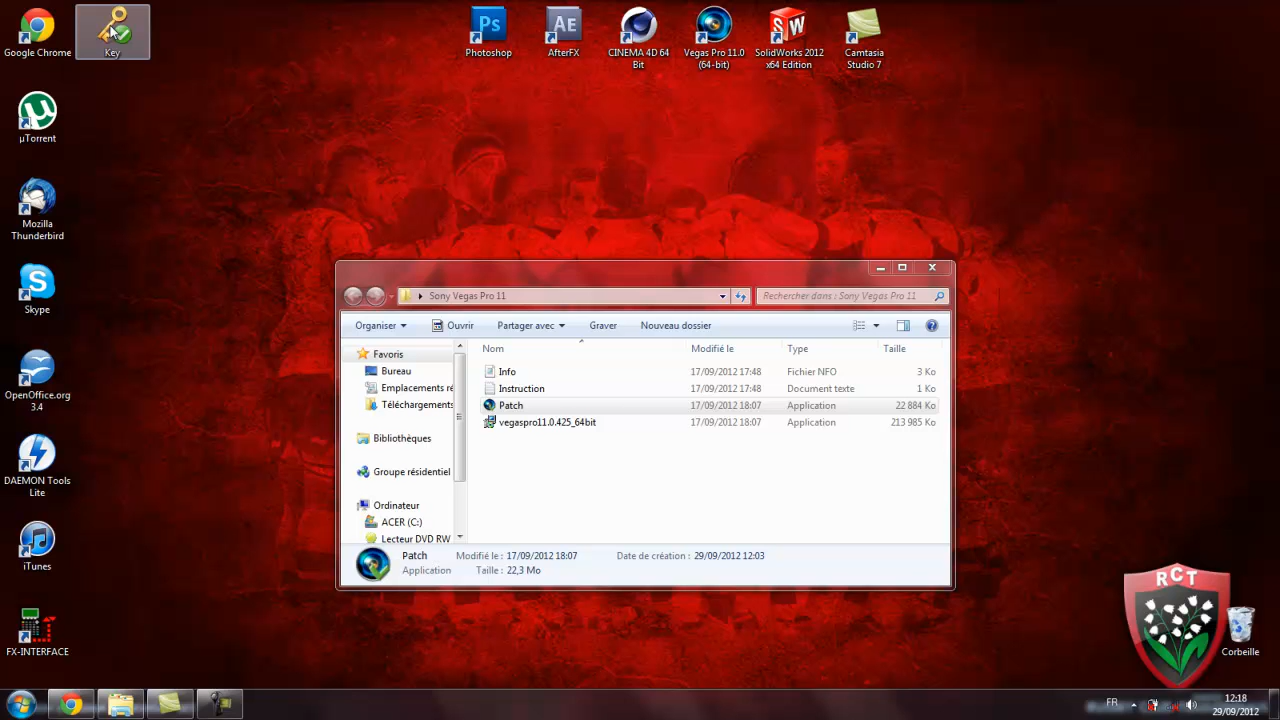 Google Chrome
Key
Ps
Photoshop
AE
AfterFX
CINEMA 4D 64
Bit
Vegas Pro 11.0
(64-bit)
SW
SolidWorks 2012
x64 Edition
Camtasia
Studio 7
µTorrent
Mozilla
Thunderbird
Skype
OpenOffice.org
3.4
DAEMON Tools
Lite
iTunes
FX-INTERFACE
Sony Vegas Pro 11
Rechercher dans : Sony Vegas Pro 11
Organiser
Ouvrir
Partager avec
Graver
Nouveau dossier
Favoris
Bureau
Emplacements ré
Téléchargements
Bibliothèques
Groupe résidentiel
Ordinateur
ACER (C:)
Lecteur DVD RW
Nom Modifié le Type Taille
Info 17/09/2012 17:48 Fichier NFO 3 Ko
Instruction 17/09/2012 17:48 Document texte 1 Ko
Patch 17/09/2012 18:07 Application 22 884 Ko
vegaspro11.0.425_64bit 17/09/2012 18:07 Application 213 985 Ko
Patch Modifié le : 17/09/2012 18:07 Date de création : 29/09/2012 12:03
Application Taille : 22,3 Mo
RCT
Corbeille
FR
12:18
29/09/2012